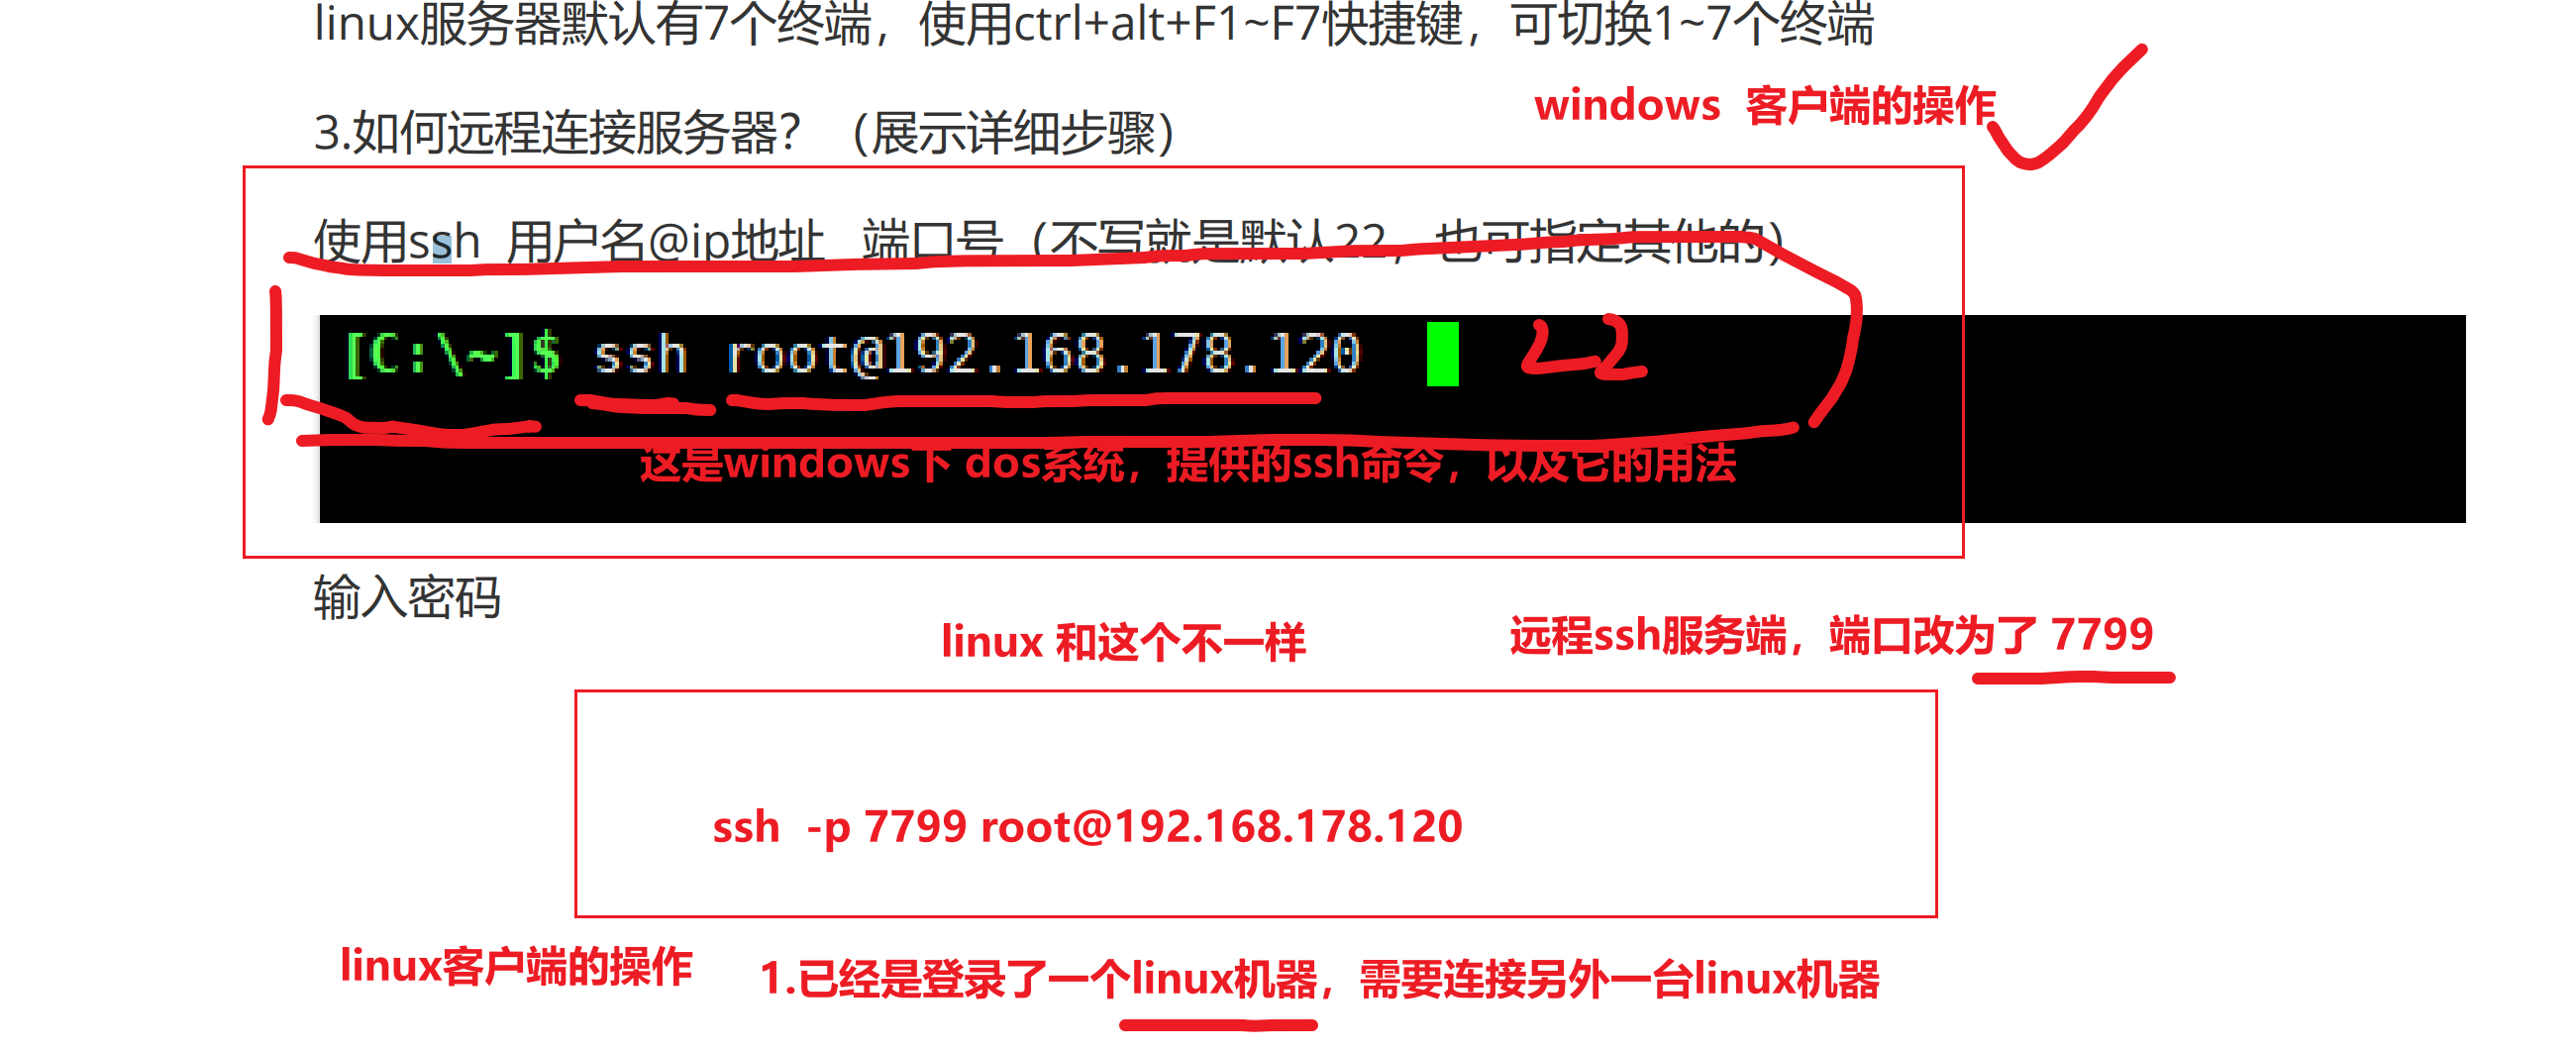 linux服务器默认有7个终端，使用ctrl+alt+F1~F7快捷键，可切换1~7个终端
windows 客户端的操作
3.如何远程连接服务器？（展示详细步骤）
使用ssh 用户名@ip地址 端口号（不写就是默认22，也可指定其他的）
[C:\~]$ ssh root@192.168.178.120 22
这是windows下 dos系统，提供的ssh命令，以及它的用法
输入密码
linux 和这个不一样
远程ssh服务端，端口改为了 7799
ssh -p 7799 root@192.168.178.120
linux客户端的操作
1.已经是登录了一个linux机器，需要连接另外一台linux机器